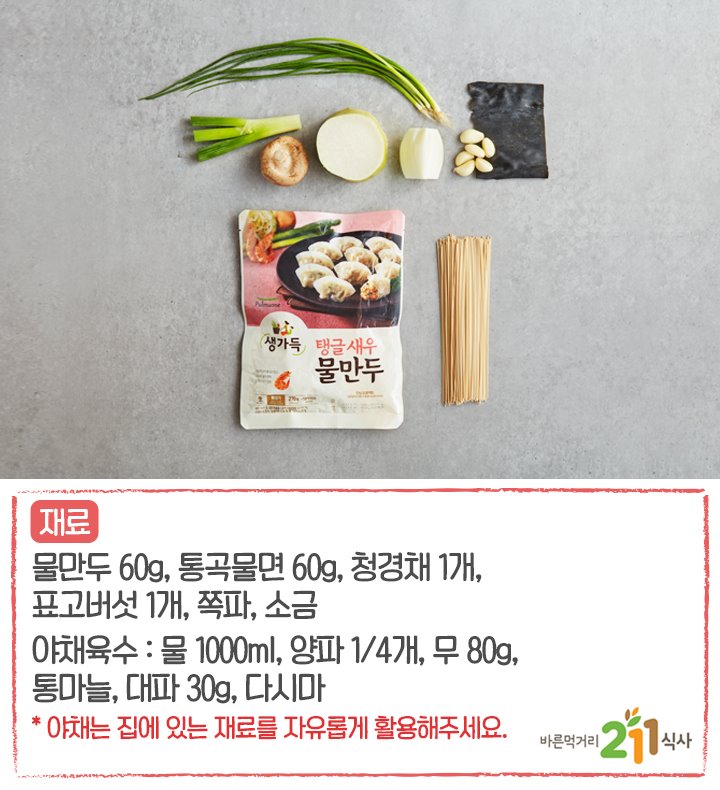 Pulmuone
생가득
탱글 새우
물만두
270g
재료
물만두 60g, 통곡물면 60g, 청경채 1개,
표고버섯 1개, 쪽파, 소금
야채육수 : 물 1000ml, 양파 1/4개, 무 80g,
통마늘, 대파 30g, 다시마
* 야채는 집에 있는 재료를 자유롭게 활용해주세요.
바른먹거리 211 식사